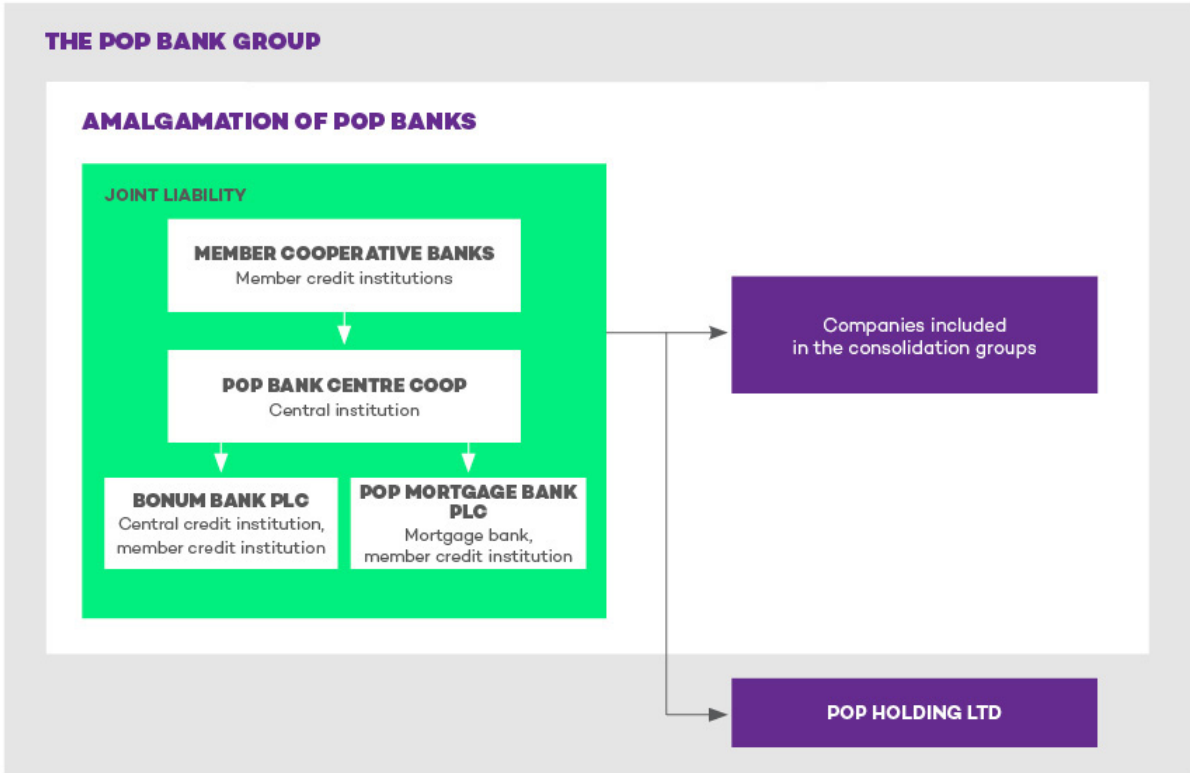 THE POP BANK GROUP
AMALGAMATION OF POP BANKS
JOINT LIABILITY
MEMBER COOPERATIVE BANKS
Member credit institutions
POP BANK CENTRE COOP
Central institution
BONUM BANK PLC
Central credit institution,
member credit institution
POP MORTGAGE BANK
PLC
Mortgage bank,
member credit institution
Companies included
in the consolidation groups
POP HOLDING LTD